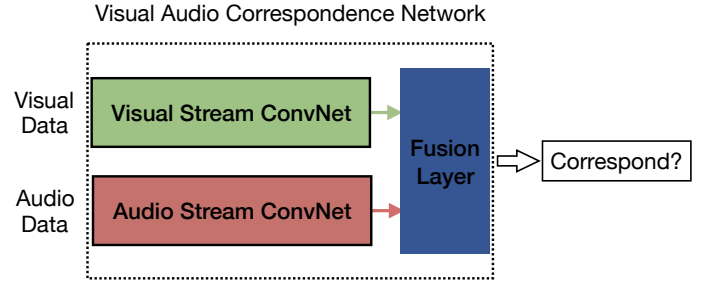 Visual Audio Correspondence Network
Visual
Data
Visual Stream ConvNet
Fusion
Layer
Correspond?
Audio
Data
Audio Stream ConvNet